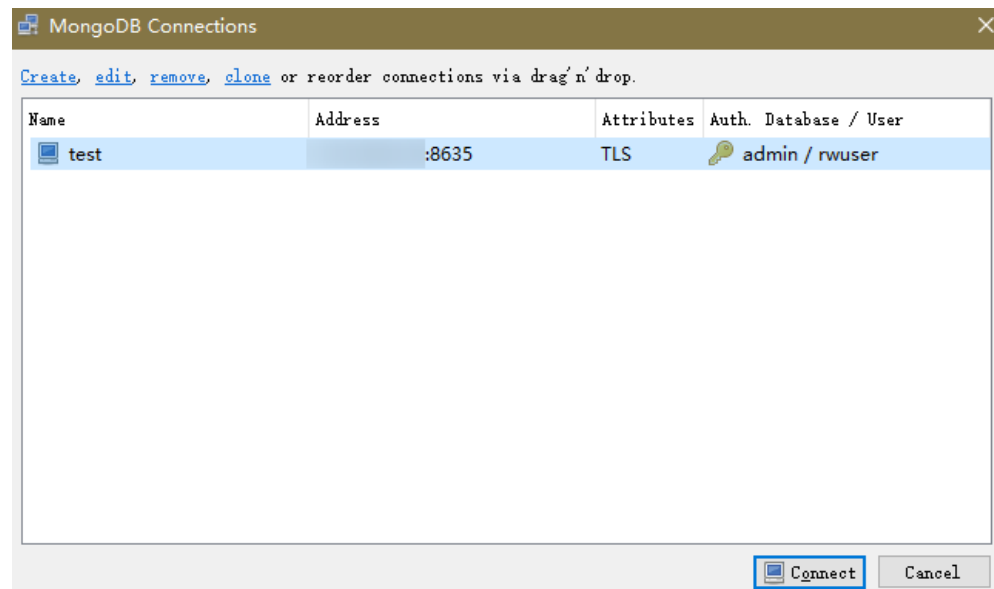 MongoDB Connections
Create, edit, remove, clone or reorder connections via drag'n'drop.
Name Address Attributes Auth. Database / User
test :8635 TLS admin / rwuser
Connect Cancel